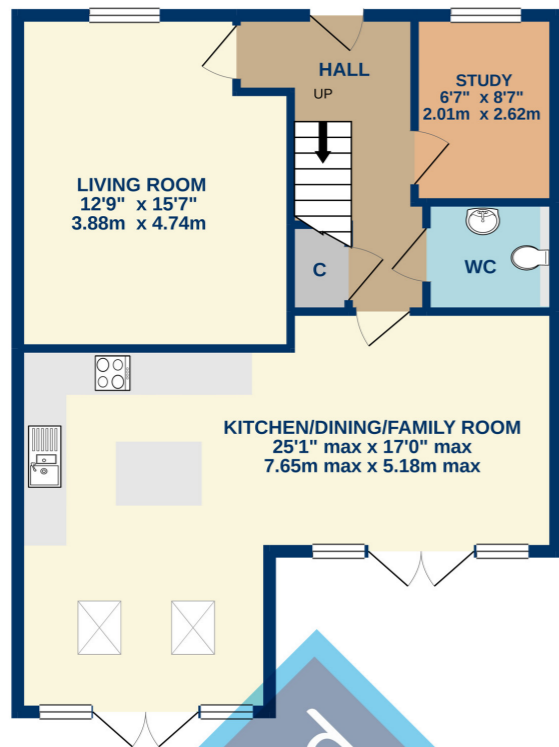 HALL
UP
STUDY
6'7" x 8'7"
2.01m x 2.62m
LIVING ROOM
12'9" x 15'7"
3.88m x 4.74m
C
WC
KITCHEN/DINING/FAMILY ROOM
25'1" max x 17'0" max
7.65m max x 5.18m max
d